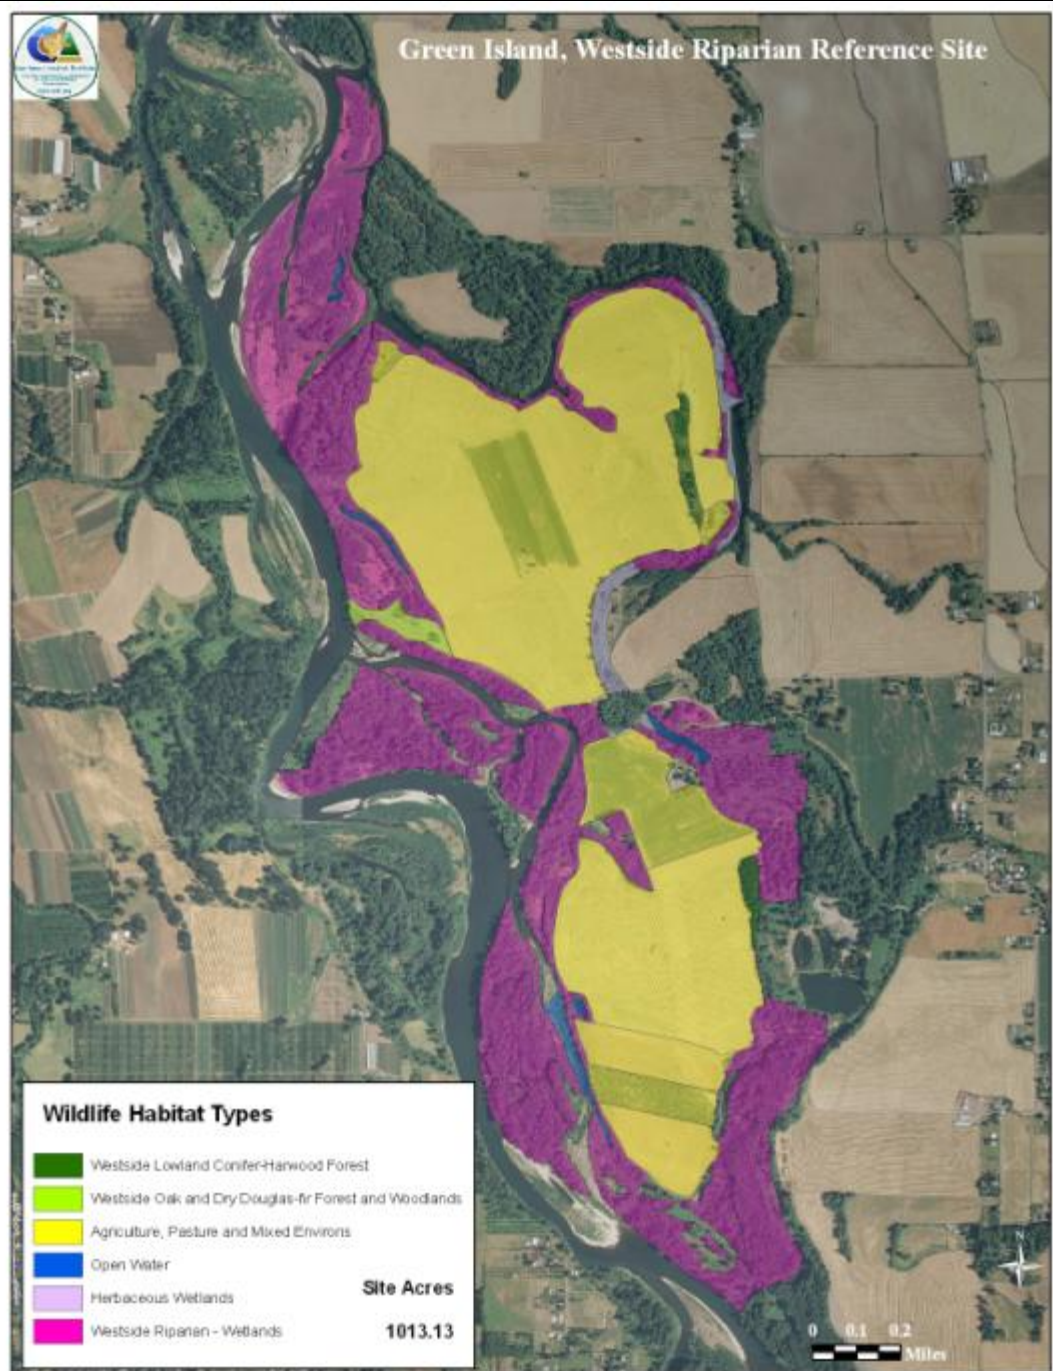 Green Island, Westside Riparian Reference Site
Wildlife Habitat Types
Westside Lowland Conifer-Harwood Forest
Westside Oak and Dry Douglas-fir Forest and Woodlands
Agriculture, Pasture and Mixed Environs
Open Water
Herbaceous Wetlands
Westside Riparian - Wetlands
Site Acres
1013.13
N
0 0.1 0.2
Miles